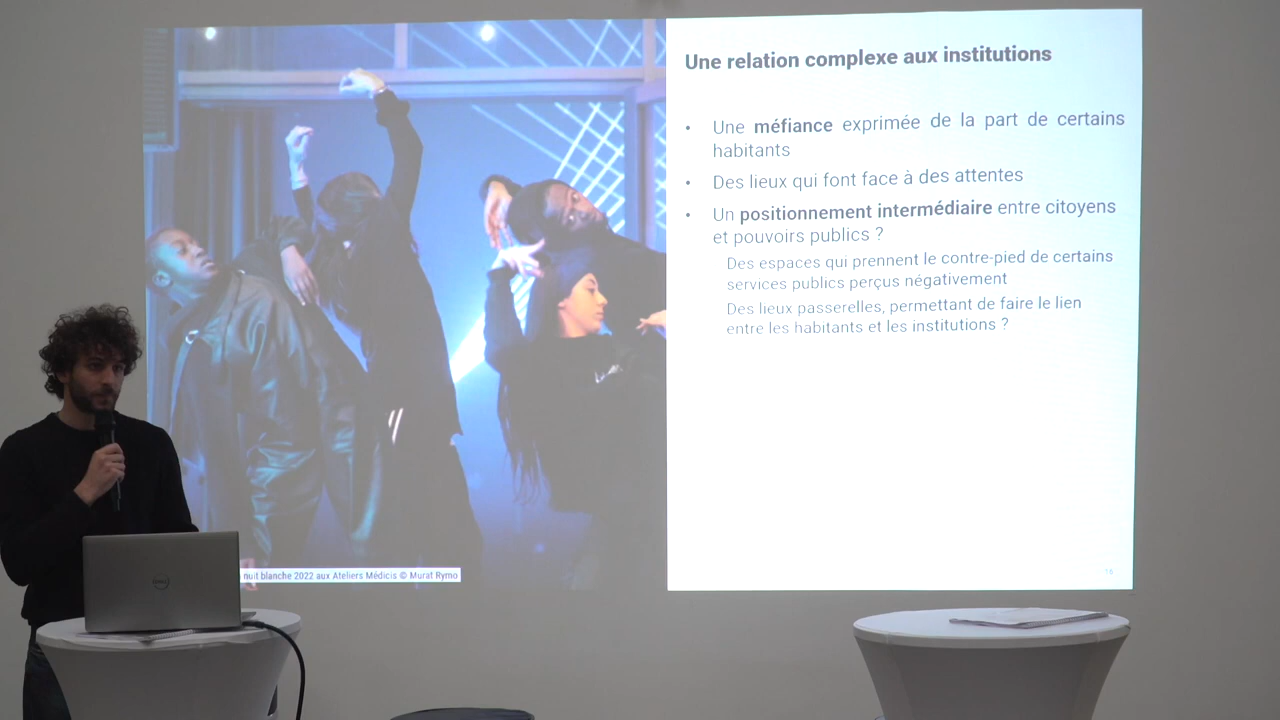 Une relation complexe aux institutions
• Une méfiance exprimée de la part de certains
habitants
• Des lieux qui font face à des attentes
• Un positionnement intermédiaire entre citoyens
et pouvoirs publics ?
Des espaces qui prennent le contre-pied de certains
services publics perçus négativement
Des lieux passerelles, permettant de faire le lien
entre les habitants et les institutions ?
nuit blanche 2022 aux Ateliers Médicis © Murat Rymo
16
DELL